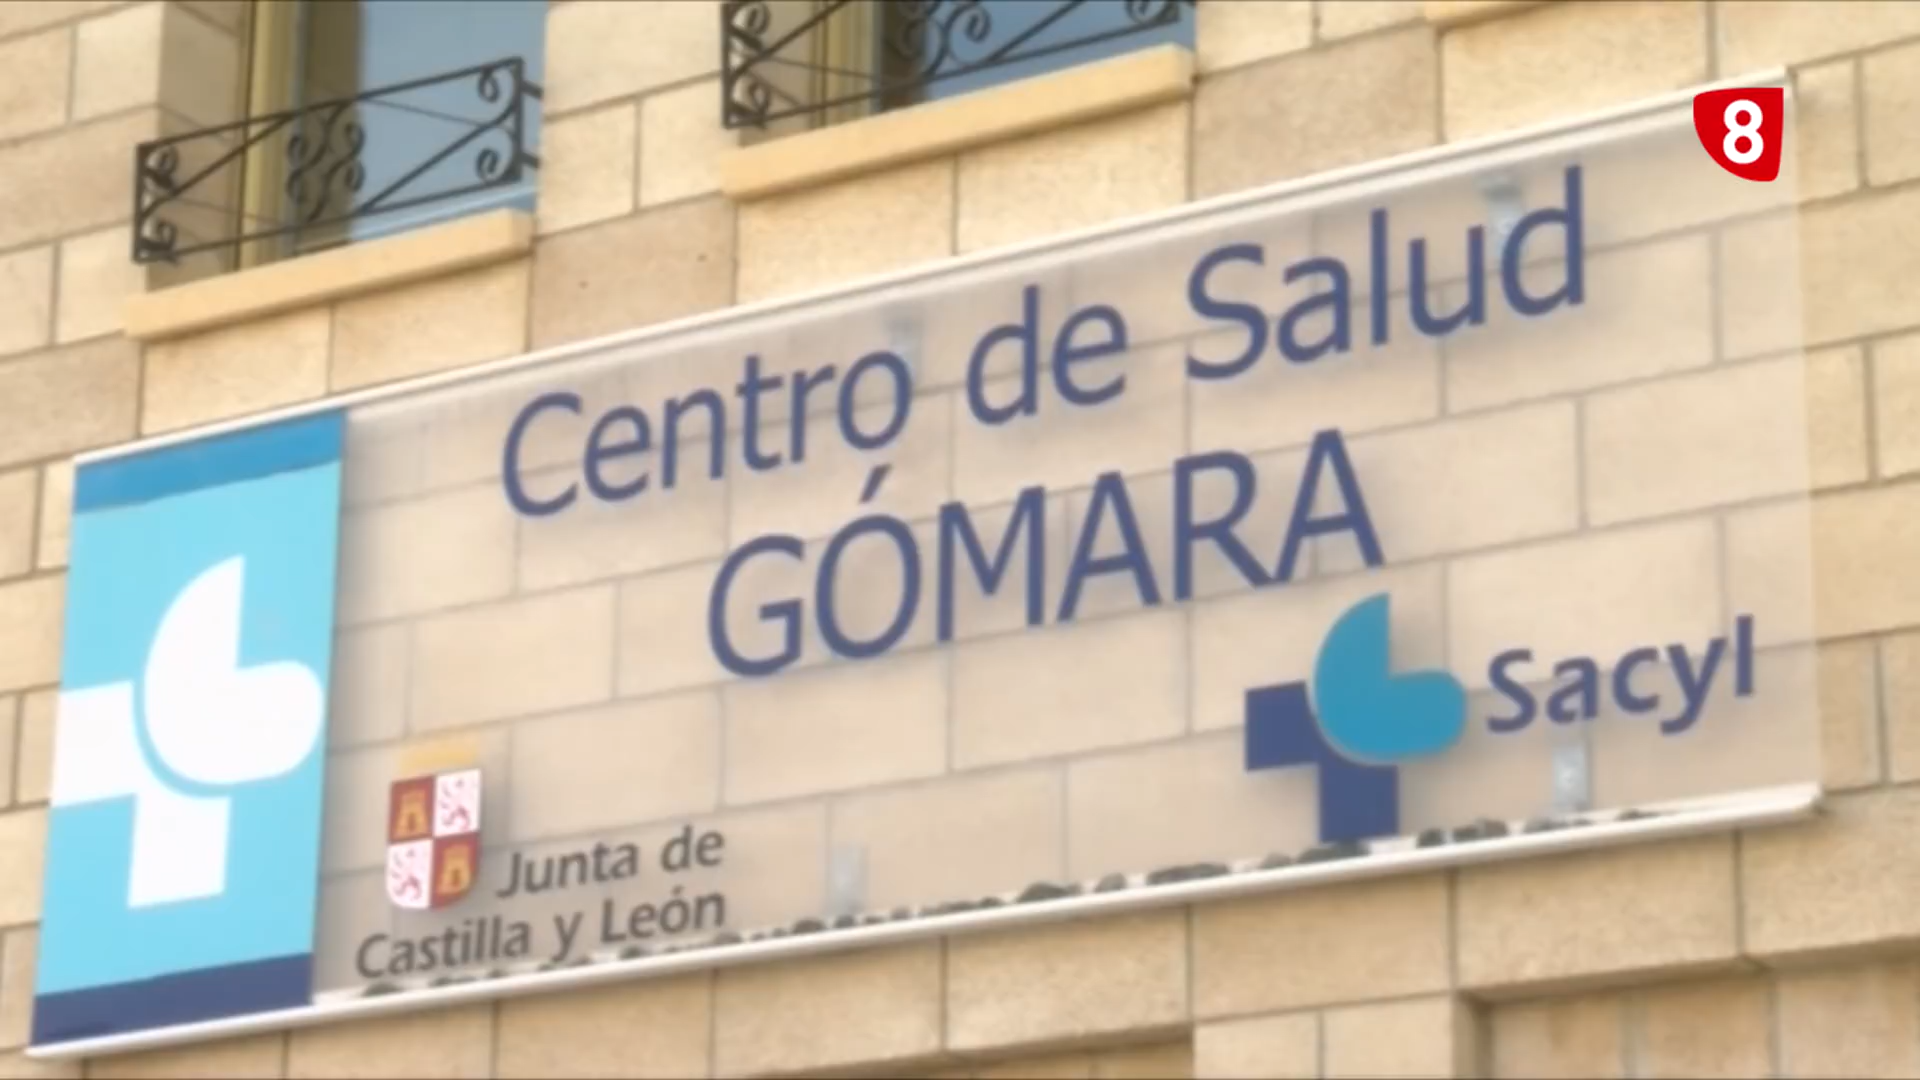 8
Centro de Salud
GÓMARA
Sacyl
Junta de
Castilla y León